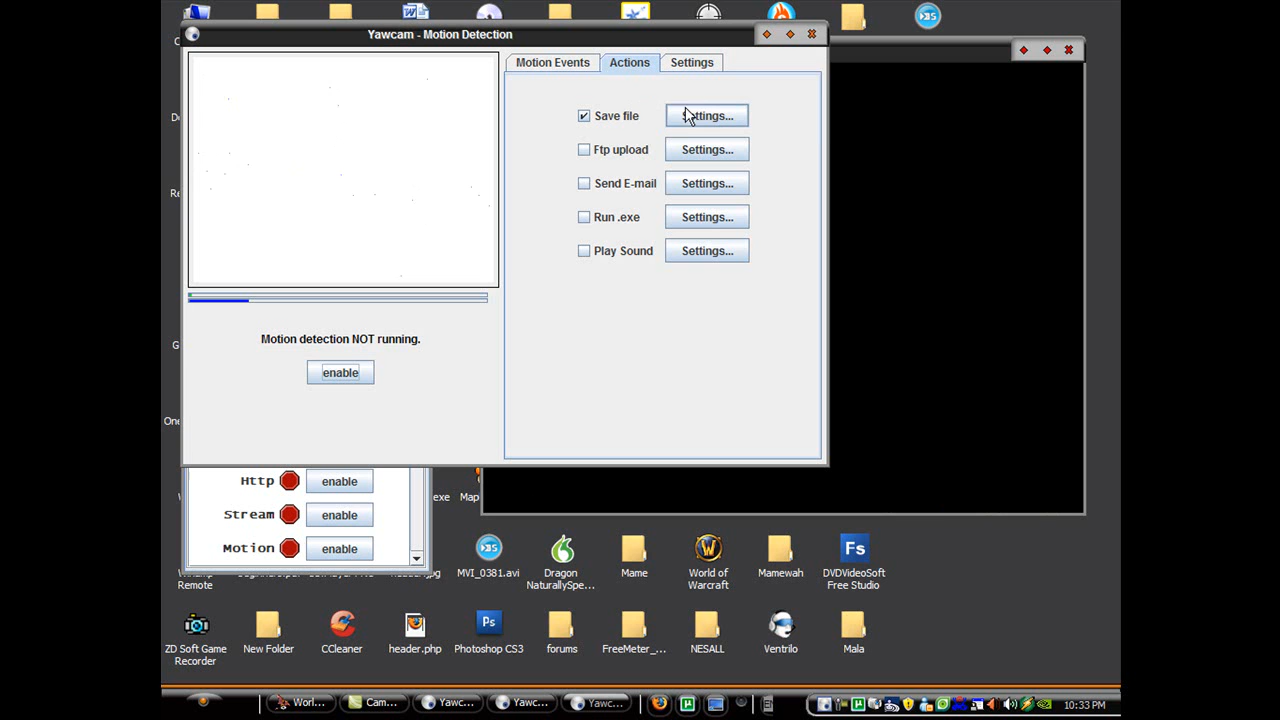 Yawcam - Motion Detection
Motion Events
Actions
Settings
Save file
Ftp upload
Settings...
Send E-mail
Settings...
Run .exe
Settings...
Play Sound
Settings...
Motion detection NOT running.
enable
Http
enable
Stream
enable
Motion
enable
.exe
MVI_0381.avi
Dragon
NaturallySpe...
Mame
World of
Warcraft
Mamewah
DVDVideoSoft
Free Studio
Remote
ZD Soft Game
Recorder
New Folder
CCleaner
header.php
Photoshop CS3
forums
FreeMeter_...
NESALL
Ventrilo
Mala
Worl...
Cam...
Yawc...
Yawc...
Yawc...
10:33 PM